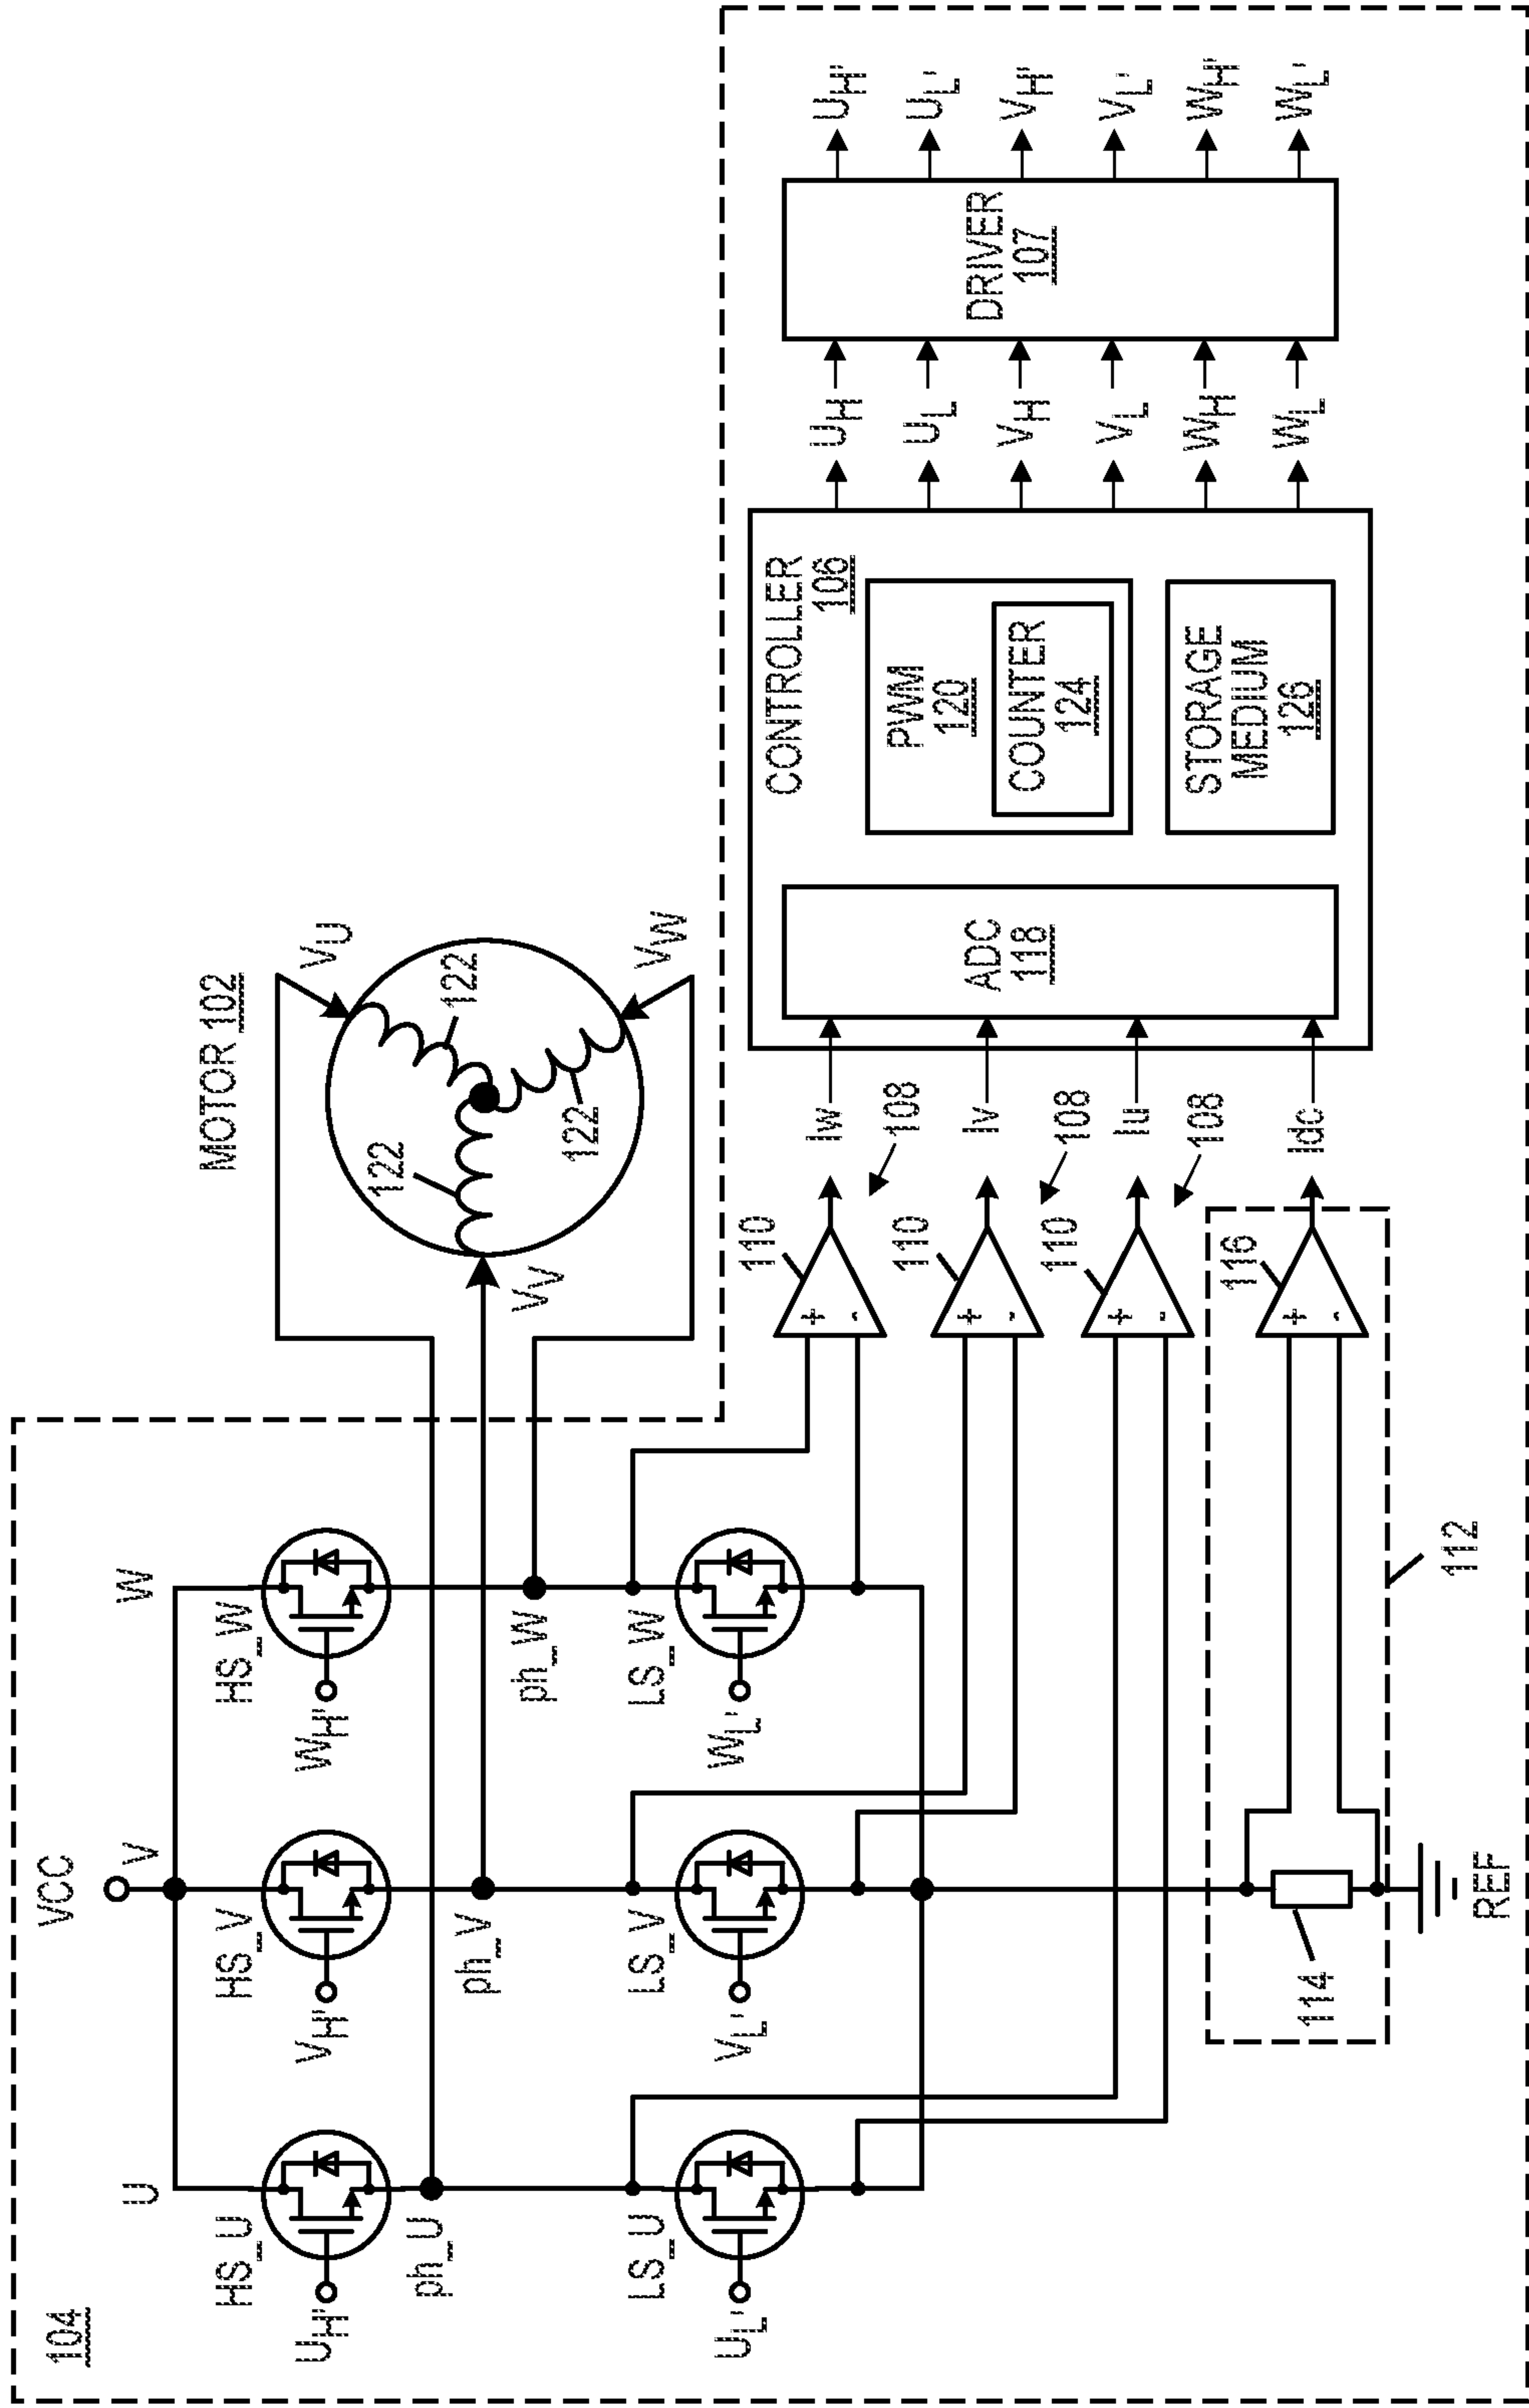 104
VCC
U
V
W
HS_U
HS_V
HS_W
UH'
VH'
WH'
ph_U
ph_V
ph_W
LS_U
LS_V
LS_W
UL'
VL'
WL'
MOTOR 102
VU
VV
VW
122
122
122
110
110
110
116
+
-
+
-
+
-
+
-
Iw
108
Iv
108
Iu
108
Idc
114
112
REF
CONTROLLER
106
ADC
118
PWM
120
COUNTER
124
STORAGE
MEDIUM
126
UH
UL
VH
VL
WH
WL
DRIVER
107
UH'
UL'
VH'
VL'
WH'
WL'